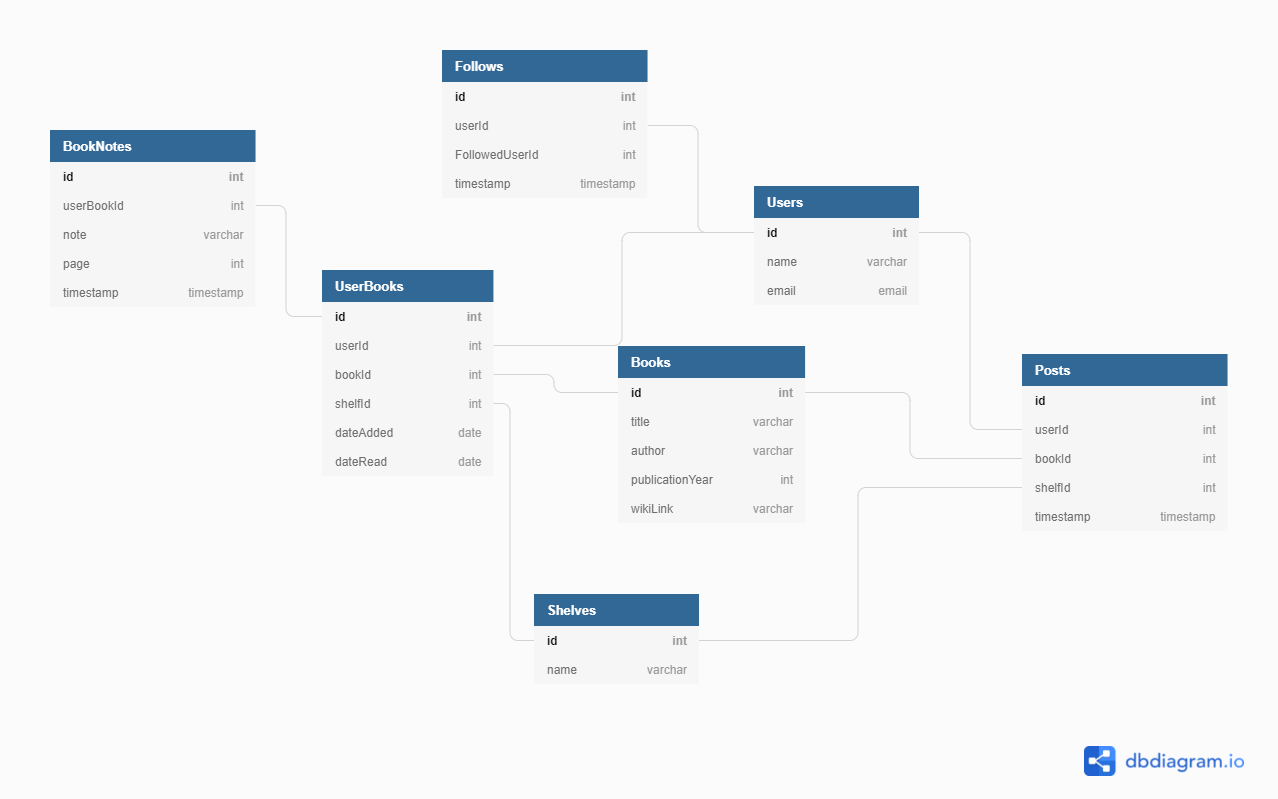 Follows
id int
userId int
FollowedUserId int
timestamp timestamp
BookNotes
id int
userBookId int
note varchar
page int
timestamp timestamp
Users
id int
name varchar
email email
UserBooks
id int
userId int
bookId int
shelfId int
dateAdded date
dateRead date
Books
id int
title varchar
author varchar
publicationYear int
wikiLink varchar
Posts
id int
userId int
bookId int
shelfId int
timestamp timestamp
Shelves
id int
name varchar
dbdiagram.io